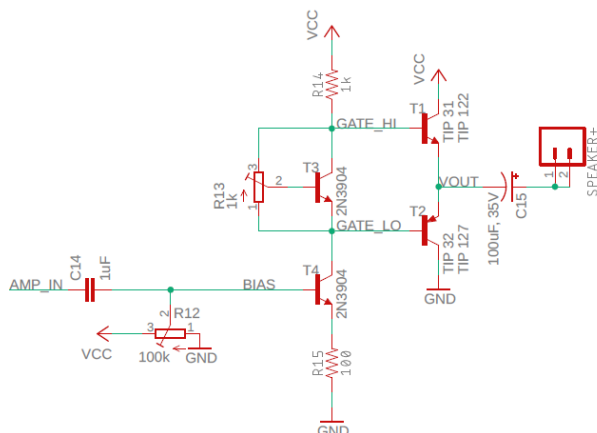 VCC
R14
1k
VCC
T1
TIP 31
TIP 122
GATE_HI
T3
2N3904
R13
1k
3
2
1
VOUT
100uF, 35V
C15
+
1
2
SPEAKER+
GATE_LO
T2
TIP 32
TIP 127
GND
T4
2N3904
C14
1uF
AMP_IN
BIAS
2
R12
3
1
VCC
100k
GND
R15
100
GND